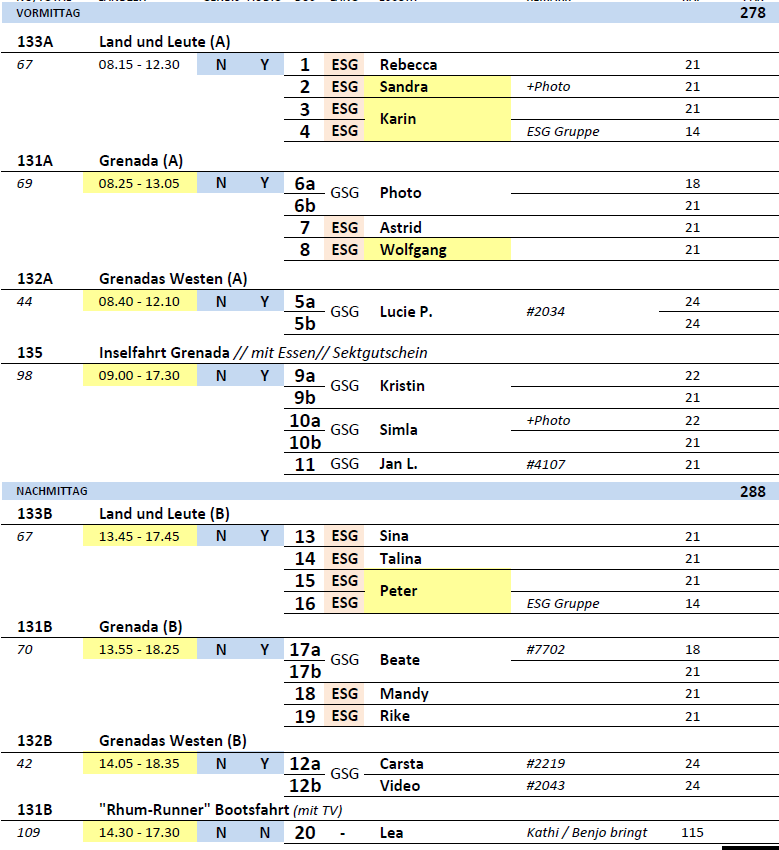 VORMITTAG 278
133A Land und Leute (A)
67 08.15 - 12.30 N Y 1 ESG Rebecca 21
2 ESG Sandra +Photo 21
3 ESG Karin 21
4 ESG ESG Gruppe 14
131A Grenada (A)
69 08.25 - 13.05 N Y 6a GSG Photo 18
6b 21
7 ESG Astrid 21
8 ESG Wolfgang 21
132A Grenadas Westen (A)
44 08.40 - 12.10 N Y 5a GSG Lucie P. #2034 24
5b 24
135 Inselfahrt Grenada // mit Essen// Sektgutschein
98 09.00 - 17.30 N Y 9a GSG Kristin 22
9b 21
10a GSG Simla +Photo 22
10b 21
11 GSG Jan L. #4107 21
NACHMITTAG 288
133B Land und Leute (B)
67 13.45 - 17.45 N Y 13 ESG Sina 21
14 ESG Talina 21
15 ESG Peter 21
16 ESG ESG Gruppe 14
131B Grenada (B)
70 13.55 - 18.25 N Y 17a GSG Beate #7702 18
17b 21
18 ESG Mandy 21
19 ESG Rike 21
132B Grenadas Westen (B)
42 14.05 - 18.35 N Y 12a GSG Carsta #2219 24
12b Video #2043 24
131B "Rhum-Runner" Bootsfahrt (mit TV)
109 14.30 - 17.30 N N 20 - Lea Kathi / Benjo bringt 115